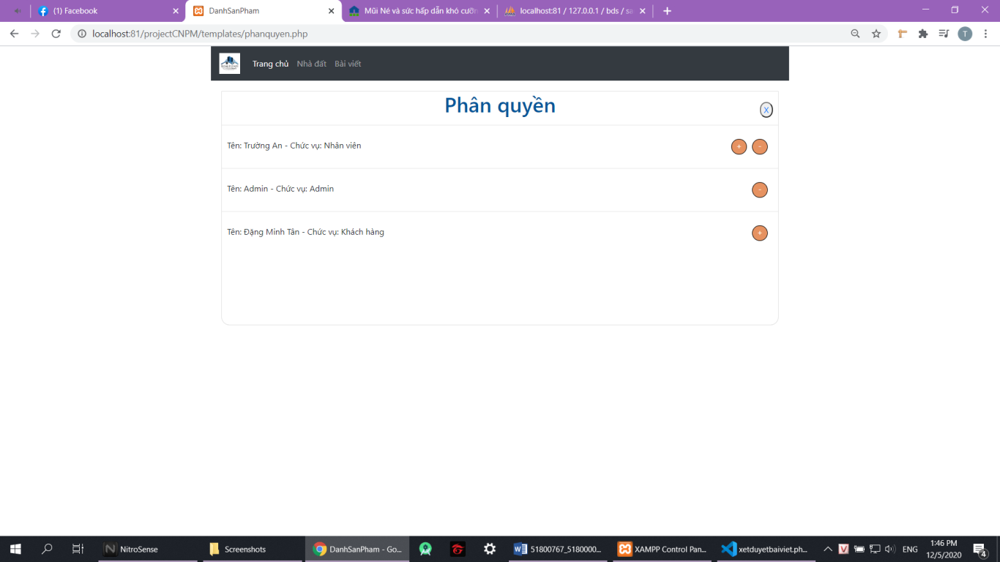 (1) Facebook
DanhSanPham
Mũi Né và sức hấp dẫn khó cưỡn
localhost:81 / 127.0.0.1 / bds / sa
localhost:81/projectCNPM/templates/phanquyen.php
T
Trang chủ Nhà đất Bài viết
Phân quyền
X
Tên: Trường An - Chức vụ: Nhân viên
+ -
Tên: Admin - Chức vụ: Admin
-
Tên: Đặng Minh Tân - Chức vụ: Khách hàng
+
NitroSense
Screenshots
DanhSanPham - Go...
51800767_5180000...
XAMPP Control Pan...
xetduyetbaiviet.ph...
V
ENG
1:46 PM
12/5/2020
4